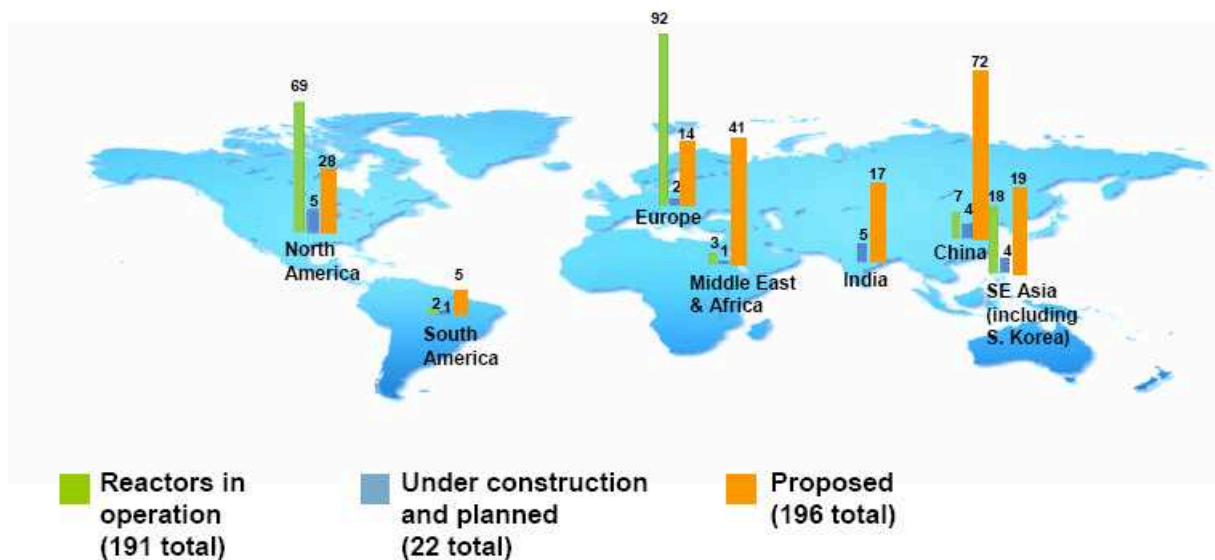 92
69
72
28
5
North
America
2
1
5
South
America
14
2
Europe
41
3
1
Middle East
& Africa
17
5
India
7
4
China
18
19
4
SE Asia
(including
S. Korea)
Reactors in
operation
(191 total)
Under construction
and planned
(22 total)
Proposed
(196 total)